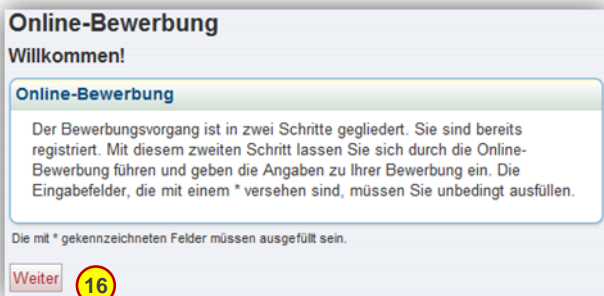 Online-Bewerbung
Willkommen!
Online-Bewerbung
Der Bewerbungsvorgang ist in zwei Schritte gegliedert. Sie sind bereits
registriert. Mit diesem zweiten Schritt lassen Sie sich durch die Online-
Bewerbung führen und geben die Angaben zu Ihrer Bewerbung ein. Die
Eingabefelder, die mit einem * versehen sind, müssen Sie unbedingt ausfüllen.
Die mit * gekennzeichneten Felder müssen ausgefüllt sein.
Weiter 16